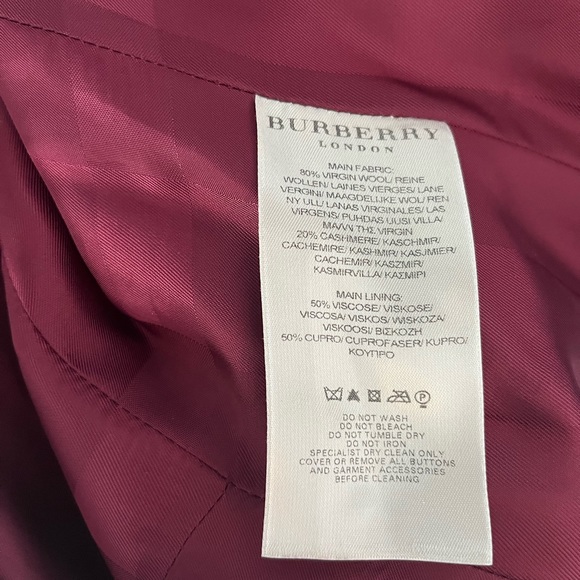 BURBERRY
LONDON
MAIN FABRIC:
80% VIRGIN WOOL/ REINE
WOLLEN/ LAINES VIERGES/ LANE
VERGINI/ MAAGDELIJKE WOL/ REN
NY ULL/ LANAS VIRGINALES/ LAS
VIRGENS/ PUHDAS UUSI VILLA/
ΜΑΛΛΙ ΤΗΕ VIRGIN
20% CASHMERE/ KASCHMIR/
CACHEMIRE/ KASHMIR/ KASJMIER/
CACHEMIR/ KASZMIR/
KASMIRVILLA/ ΚΑΣΜΙΡΙ
MAIN LINING:
50% VISCOSE/ VISKOSE/
VISCOSA/ VISKOS/ WISKOZA/
VISKOOSI/ ΒΙΣΚΟΖΗ
50% CUPRO/ CUPROFASER/ KUPRO/
ΚΟΥΠΡΟ
P
DO NOT WASH
DO NOT BLEACH
DO NOT TUMBLE DRY
DO NOT IRON
SPECIALIST DRY CLEAN ONLY
COVER OR REMOVE ALL BUTTONS
AND GARMENT ACCESSORIES
BEFORE CLEANING